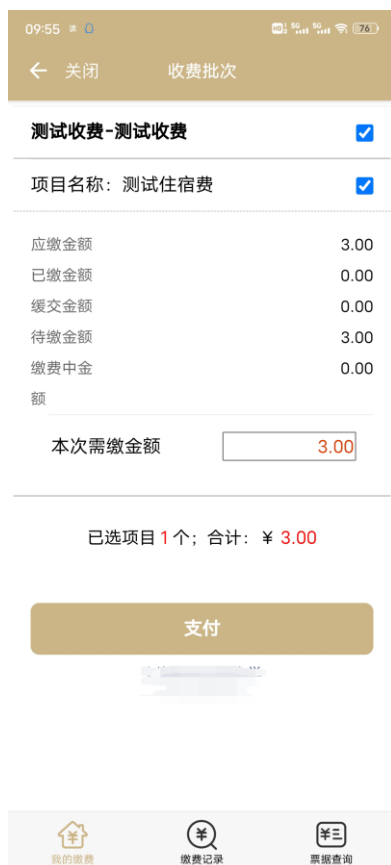 09:55
76
关闭
收费批次
测试收费-测试收费
项目名称：测试住宿费
应缴金额 3.00
已缴金额 0.00
缓交金额 0.00
待缴金额 3.00
缴费中金 0.00
额
本次需缴金额 3.00
已选项目1个；合计：￥3.00
支付
我的缴费
缴费记录
票据查询